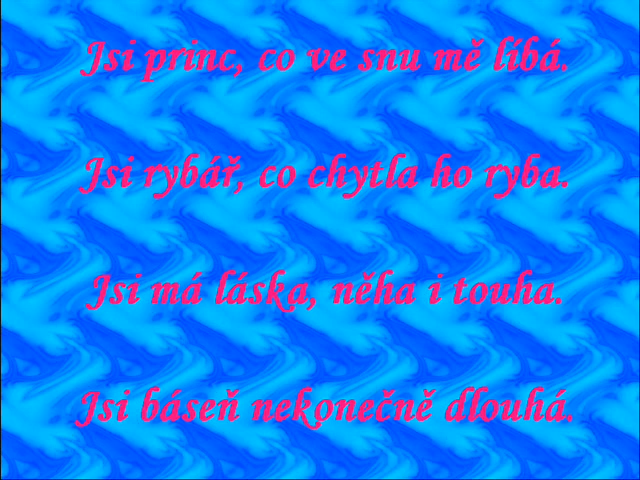 Jsi princ, co ve snu mě líbá.
Jsi rybář, co chytla ho ryba.
Jsi má láska, něha i touha.
Jsi báseň nekonečně dlouhá.